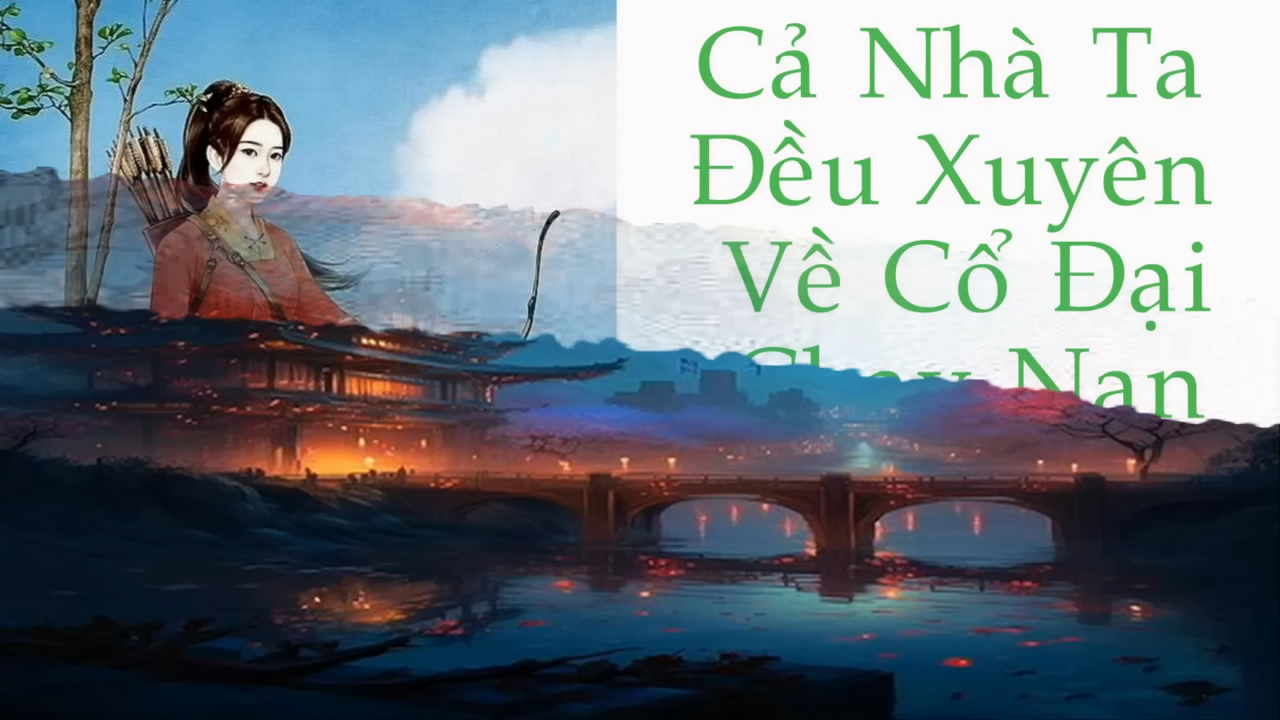 Cả Nhà Ta
Đều Xuyên
Về Cổ Đại